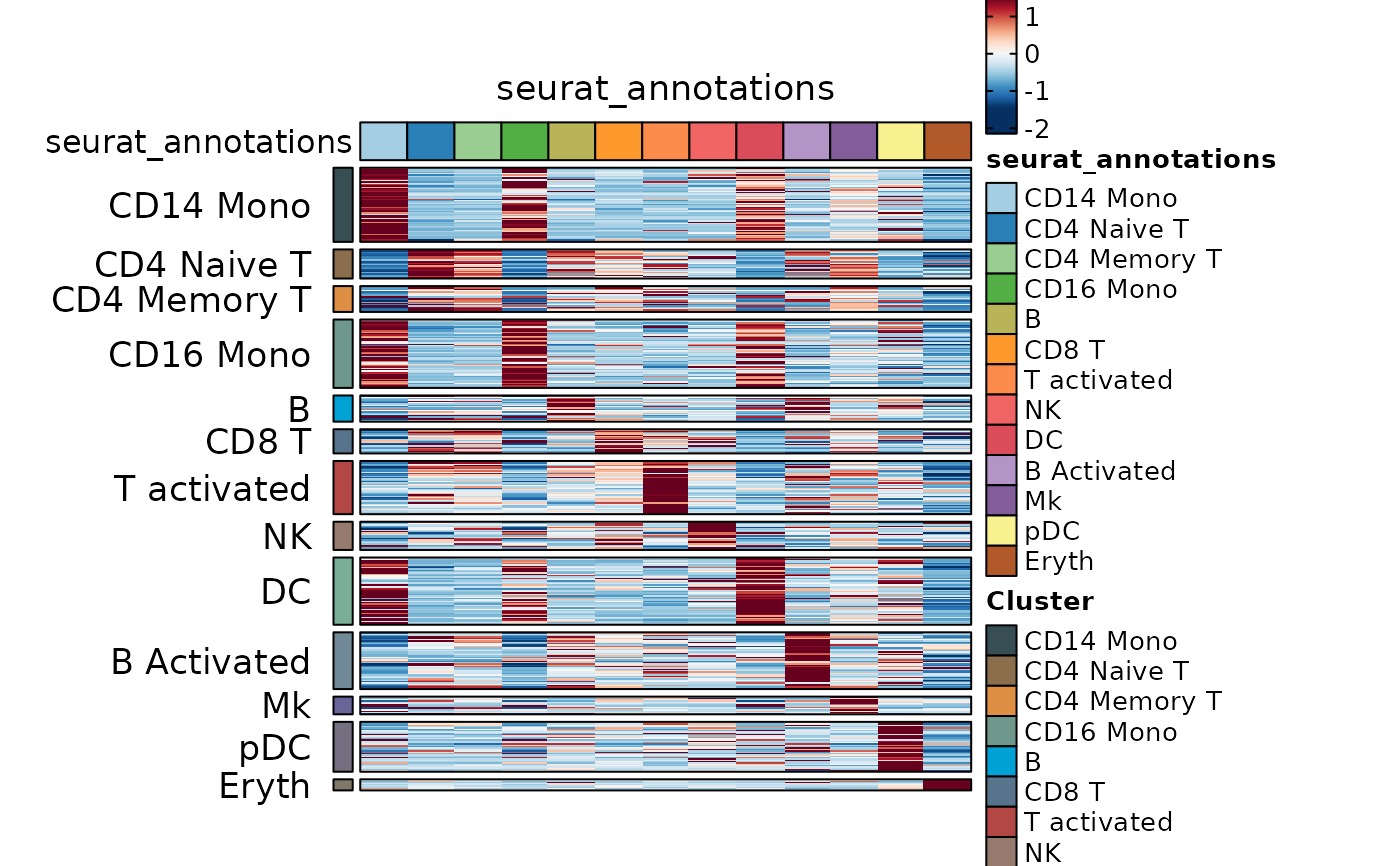 seurat_annotations
seurat_annotations
CD14 Mono
CD4 Naive T
CD4 Memory T
CD16 Mono
B
CD8 T
T activated
NK
DC
B Activated
Mk
pDC
Eryth
1
0
-1
-2
seurat_annotations
CD14 Mono
CD4 Naive T
CD4 Memory T
CD16 Mono
B
CD8 T
T activated
NK
DC
B Activated
Mk
pDC
Eryth
Cluster
CD14 Mono
CD4 Naive T
CD4 Memory T
CD16 Mono
B
CD8 T
T activated
NK